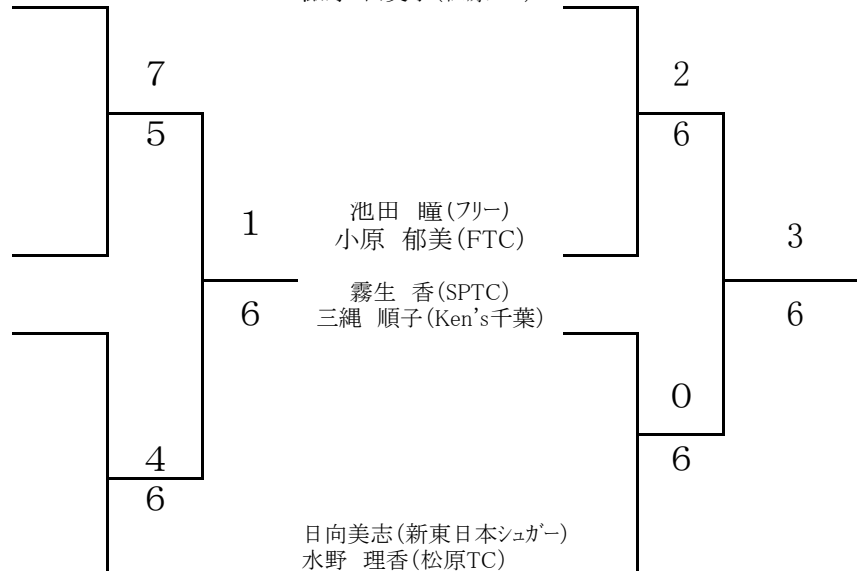 7
5
1
6
4
6
池田 瞳(フリー)
小原 郁美(FTC)
霧生 香(SPTC)
三縄 順子(Ken's千葉)
日向美志(新東日本シュガー)
水野 理香(松原TC)
2
6
3
6
0
6